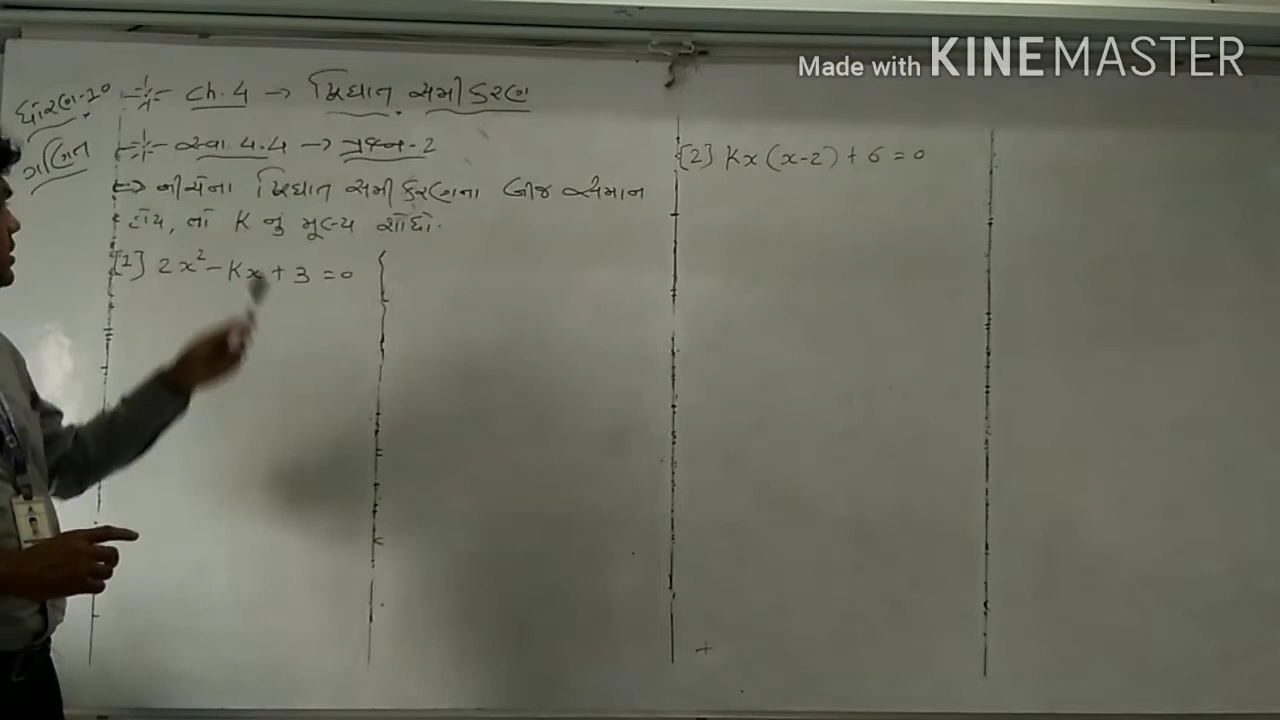 Made with KINEMASTER
ધોરણ-10
ગણિત
Ch.4 → દ્વિઘાત સમીકરણ
સ્વા. 4.4 → પ્રશ્ન-2
⇒ નીચેના દ્વિઘાત સમીકરણના બીજ સમાન
હોય, તો K નું મૂલ્ય શોધો.
[1] 2x² - Kx + 3 = 0
[2] Kx (x-2) + 6 = 0